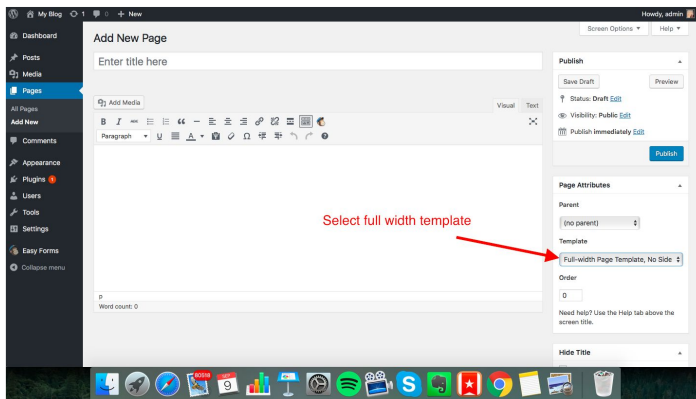 My Blog 1 0 + New
Howdy, admin
Screen Options ▼ Help ▼
Dashboard
Posts
Media
Pages
All Pages
Add New
Comments
Appearance
Plugins 1
Users
Tools
Settings
Easy Forms
Collapse menu
Add New Page
Enter title here
Add Media
Visual Text
B I ABC
Paragraph U A Ω
p
Word count: 0
Select full width template
Publish
Save Draft Preview
Status: Draft Edit
Visibility: Public Edit
Publish immediately Edit
Publish
Page Attributes
Parent
(no parent)
Template
Full-width Page Template, No Side
Order
0
Need help? Use the Help tab above the
screen title.
Hide Title
SEP
9
S